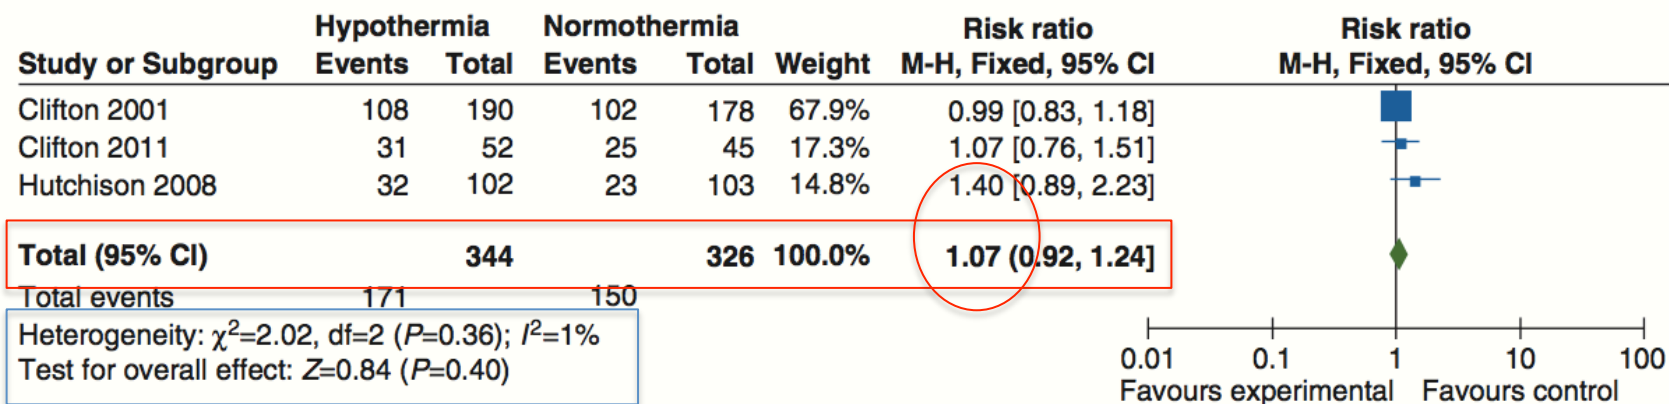 Hypothermia Normothermia Risk ratio Risk ratio
Study or Subgroup Events Total Events Total Weight M-H, Fixed, 95% CI M-H, Fixed, 95% CI
Clifton 2001 108 190 102 178 67.9% 0.99 [0.83, 1.18]
Clifton 2011 31 52 25 45 17.3% 1.07 [0.76, 1.51]
Hutchison 2008 32 102 23 103 14.8% 1.40 [0.89, 2.23]
Total (95% CI) 344 326 100.0% 1.07 (0.92, 1.24]
Total events 171 150
Heterogeneity: χ²=2.02, df=2 (P=0.36); I²=1%
Test for overall effect: Z=0.84 (P=0.40)
0.01 0.1 1 10 100
Favours experimental Favours control